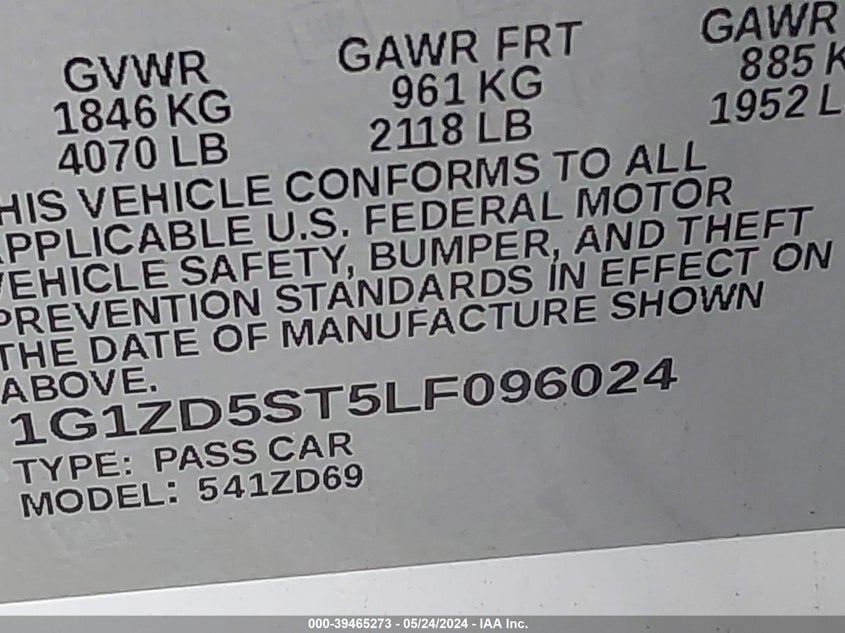 GVWR GAWR FRT GAWR
1846 KG 961 KG 885 K
4070 LB 2118 LB 1952 L
HIS VEHICLE CONFORMS TO ALL
APPLICABLE U.S. FEDERAL MOTOR
VEHICLE SAFETY, BUMPER, AND THEFT
PREVENTION STANDARDS IN EFFECT ON
THE DATE OF MANUFACTURE SHOWN
ABOVE.
1G1ZD5ST5LF096024
TYPE: PASS CAR
MODEL: 541ZD69
000-39465273 - 05/24/2024 - IAA Inc.